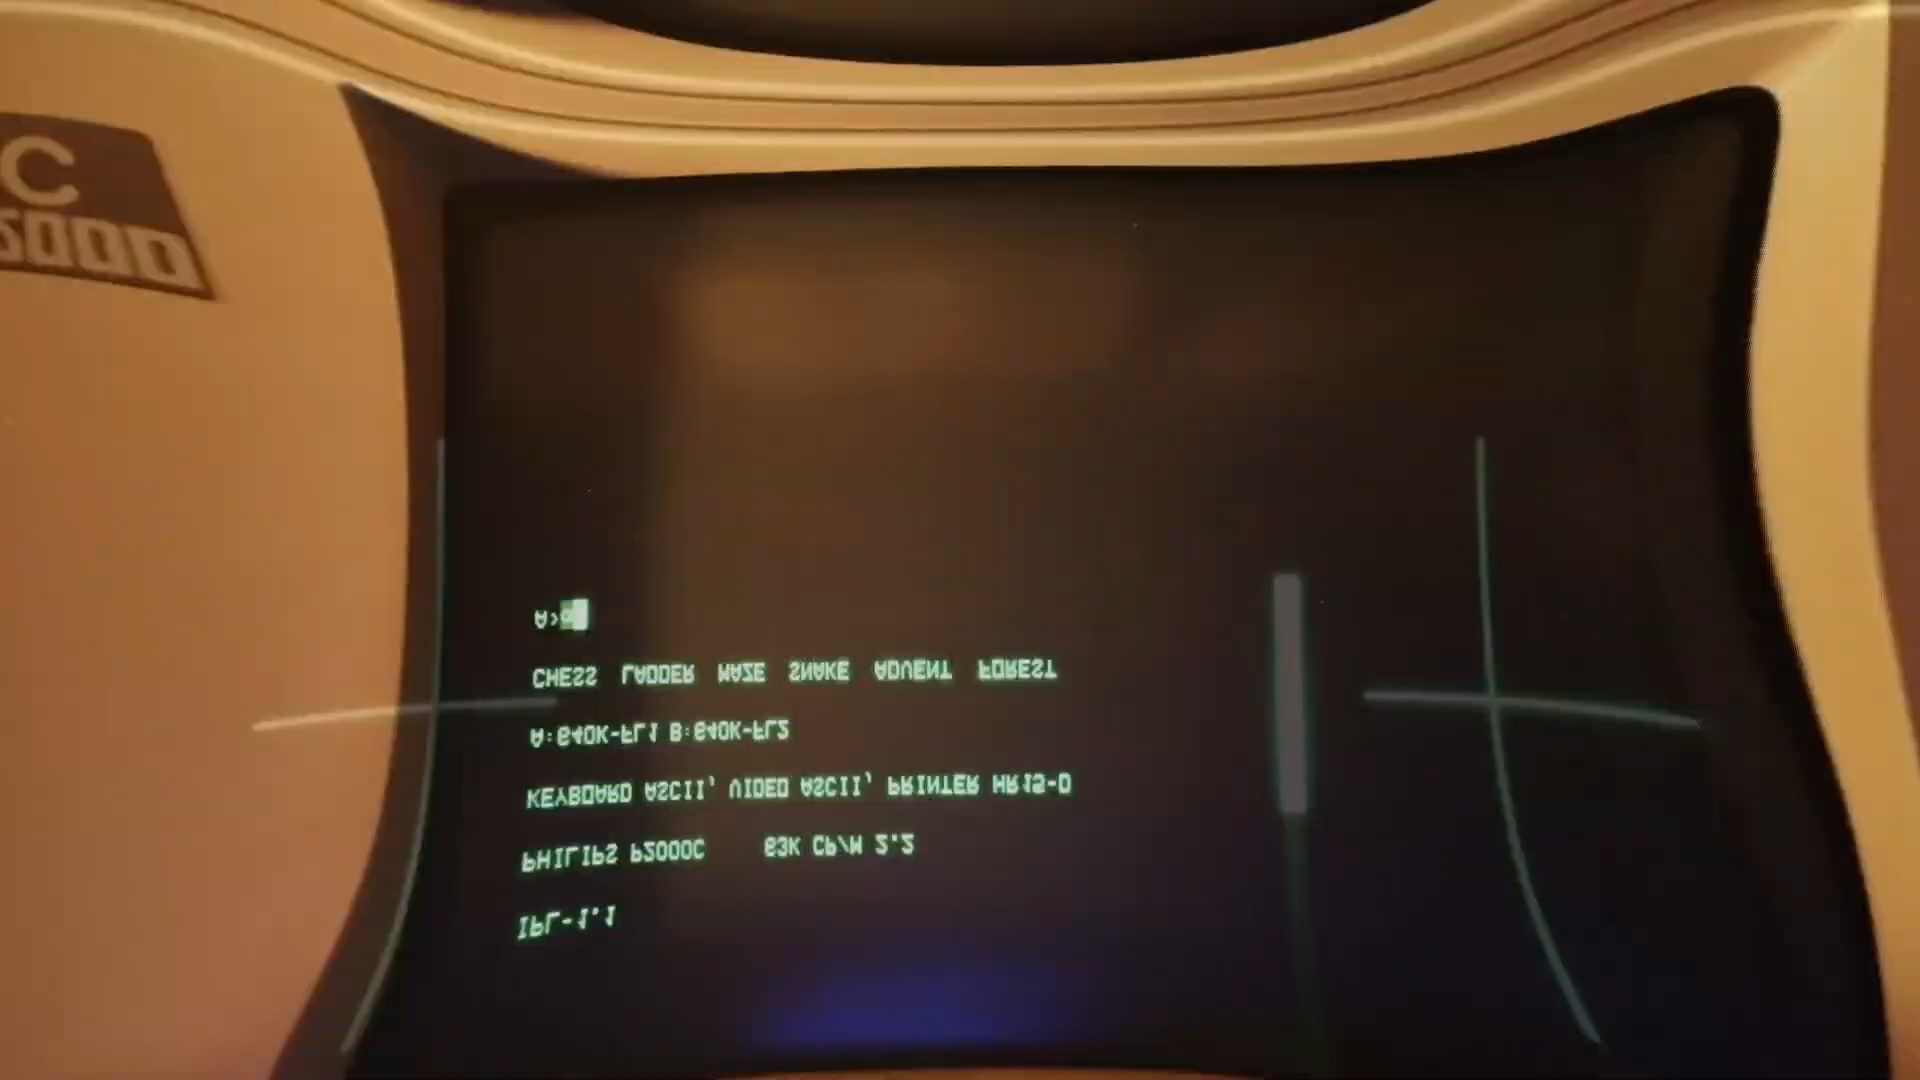 IPL-1.1
PHILIPS P2000C 63K CP/M 2.2
KEYBOARD ASCII, VIDEO ASCII, PRINTER HR15-D
A:640K-FL1 B:640K-FL2
CHESS LADDER MAZE SNAKE ADVENT FOREST
A>
2000
C